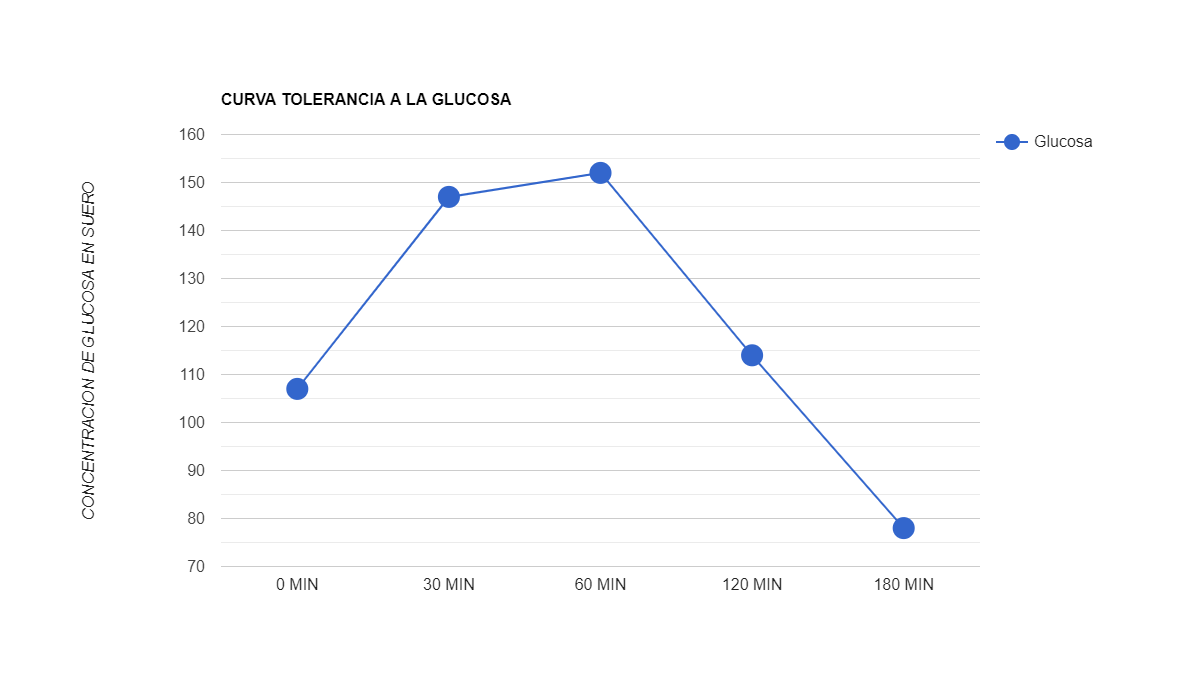 CURVA TOLERANCIA A LA GLUCOSA
CONCENTRACION DE GLUCOSA EN SUERO
160
150
140
130
120
110
100
90
80
70
0 MIN
30 MIN
60 MIN
120 MIN
180 MIN
Glucosa